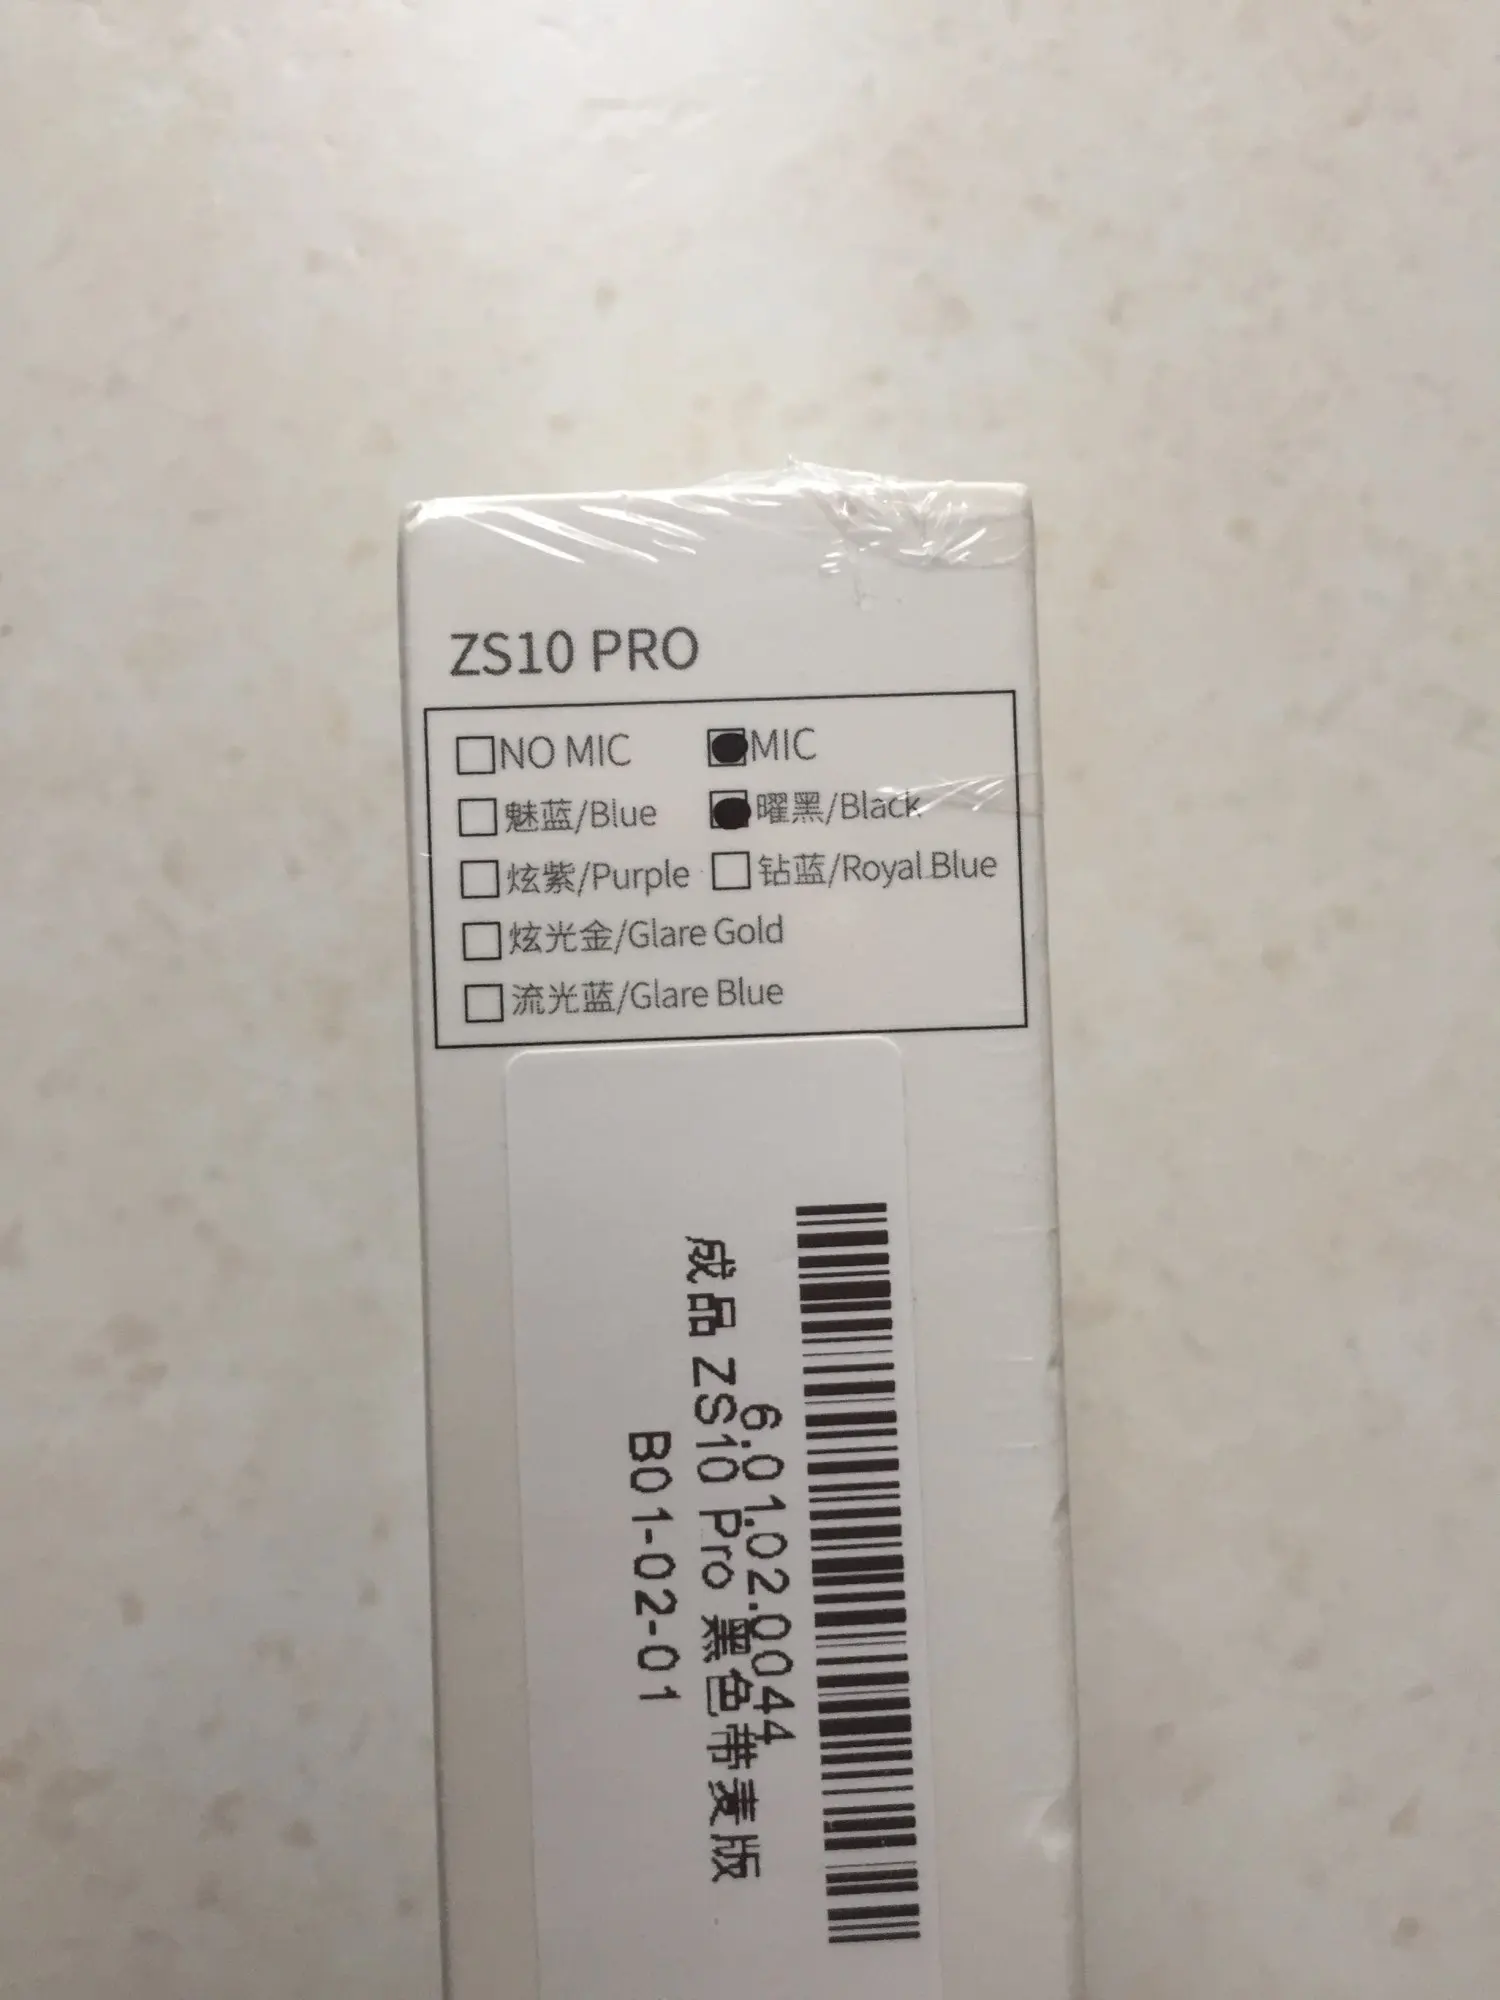 ZS10 PRO
NO MIC MIC
魅蓝/Blue 曜黑/Black
炫紫/Purple 钻蓝/Royal Blue
炫光金/Glare Gold
流光蓝/Glare Blue
6.01.02.0044
成品 ZS10 Pro 黑色带麦版
B01-02-01